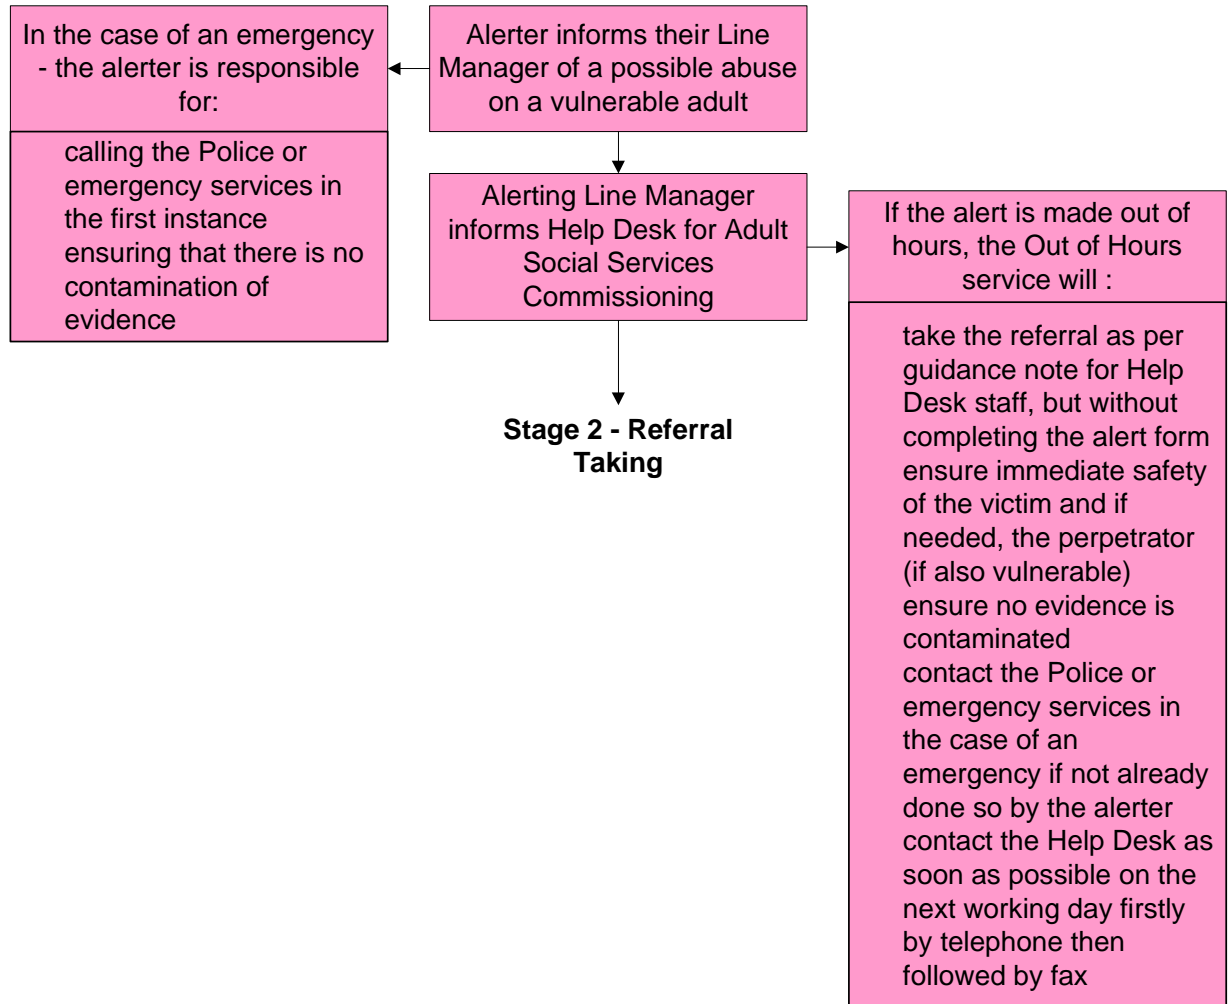 In the case of an emergency
- the alerter is responsible
for:
calling the Police or
emergency services in
the first instance
ensuring that there is no
contamination of
evidence
Alerter informs their Line
Manager of a possible abuse
on a vulnerable adult
Alerting Line Manager
informs Help Desk for Adult
Social Services
Commissioning
Stage 2 - Referral
Taking
If the alert is made out of
hours, the Out of Hours
service will :
take the referral as per
guidance note for Help
Desk staff, but without
completing the alert form
ensure immediate safety
of the victim and if
needed, the perpetrator
(if also vulnerable)
ensure no evidence is
contaminated
contact the Police or
emergency services in
the case of an
emergency if not already
done so by the alerter
contact the Help Desk as
soon as possible on the
next working day firstly
by telephone then
followed by fax